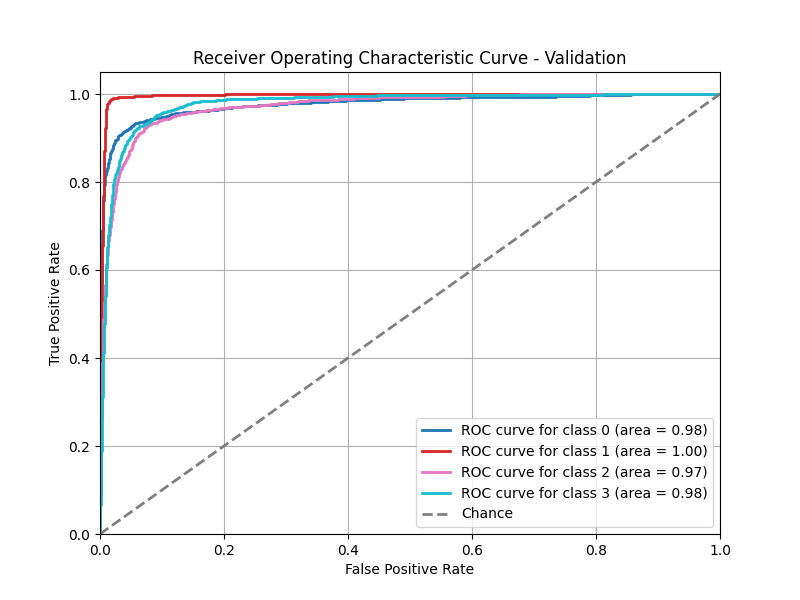 Receiver Operating Characteristic Curve - Validation
True Positive Rate
1.0
0.8
0.6
0.4
0.2
0.0
ROC curve for class 0 (area = 0.98)
ROC curve for class 1 (area = 1.00)
ROC curve for class 2 (area = 0.97)
ROC curve for class 3 (area = 0.98)
Chance
0.0 0.2 0.4 0.6 0.8 1.0
False Positive Rate